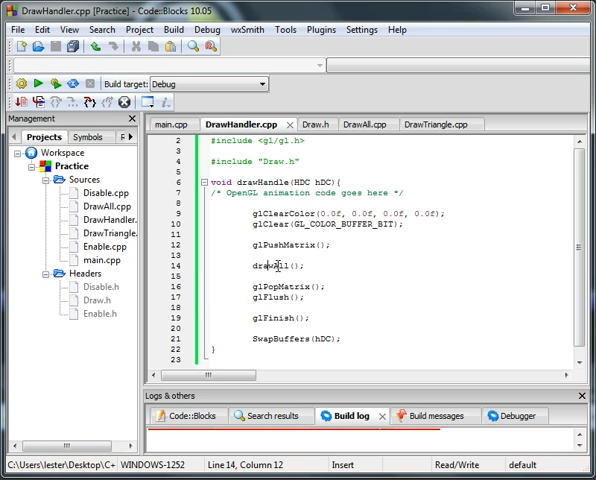 DrawHandler.cpp [Practice] - Code::Blocks 10.05
File Edit View Search Project Build Debug wxSmith Tools Plugins Settings Help
Build target: Debug
Management
Projects Symbols R
Workspace
Practice
Sources
Disable.cpp
DrawAll.cpp
DrawHandler.
DrawTriangle.
Enable.cpp
main.cpp
Headers
Disable.h
Draw.h
Enable.h
main.cpp DrawHandler.cpp Draw.h DrawAll.cpp DrawTriangle.cpp
2 #include <gl/gl.h>
3
4 #include "Draw.h"
5
6 void drawHandle(HDC hDC){
7 /* OpenGL animation code goes here */
8
9 glClearColor(0.0f, 0.0f, 0.0f, 0.0f);
10 glClear(GL_COLOR_BUFFER_BIT);
11
12 glPushMatrix();
13
14 drawAll();
15
16 glPopMatrix();
17 glFlush();
18
19 glFinish();
20
21 SwapBuffers(hDC);
22 }
23
Logs & others
Code::Blocks Search results Build log Build messages Debugger
C:\Users\lester\Desktop\C+ WINDOWS-1252 Line 14, Column 12 Insert Read/Write default